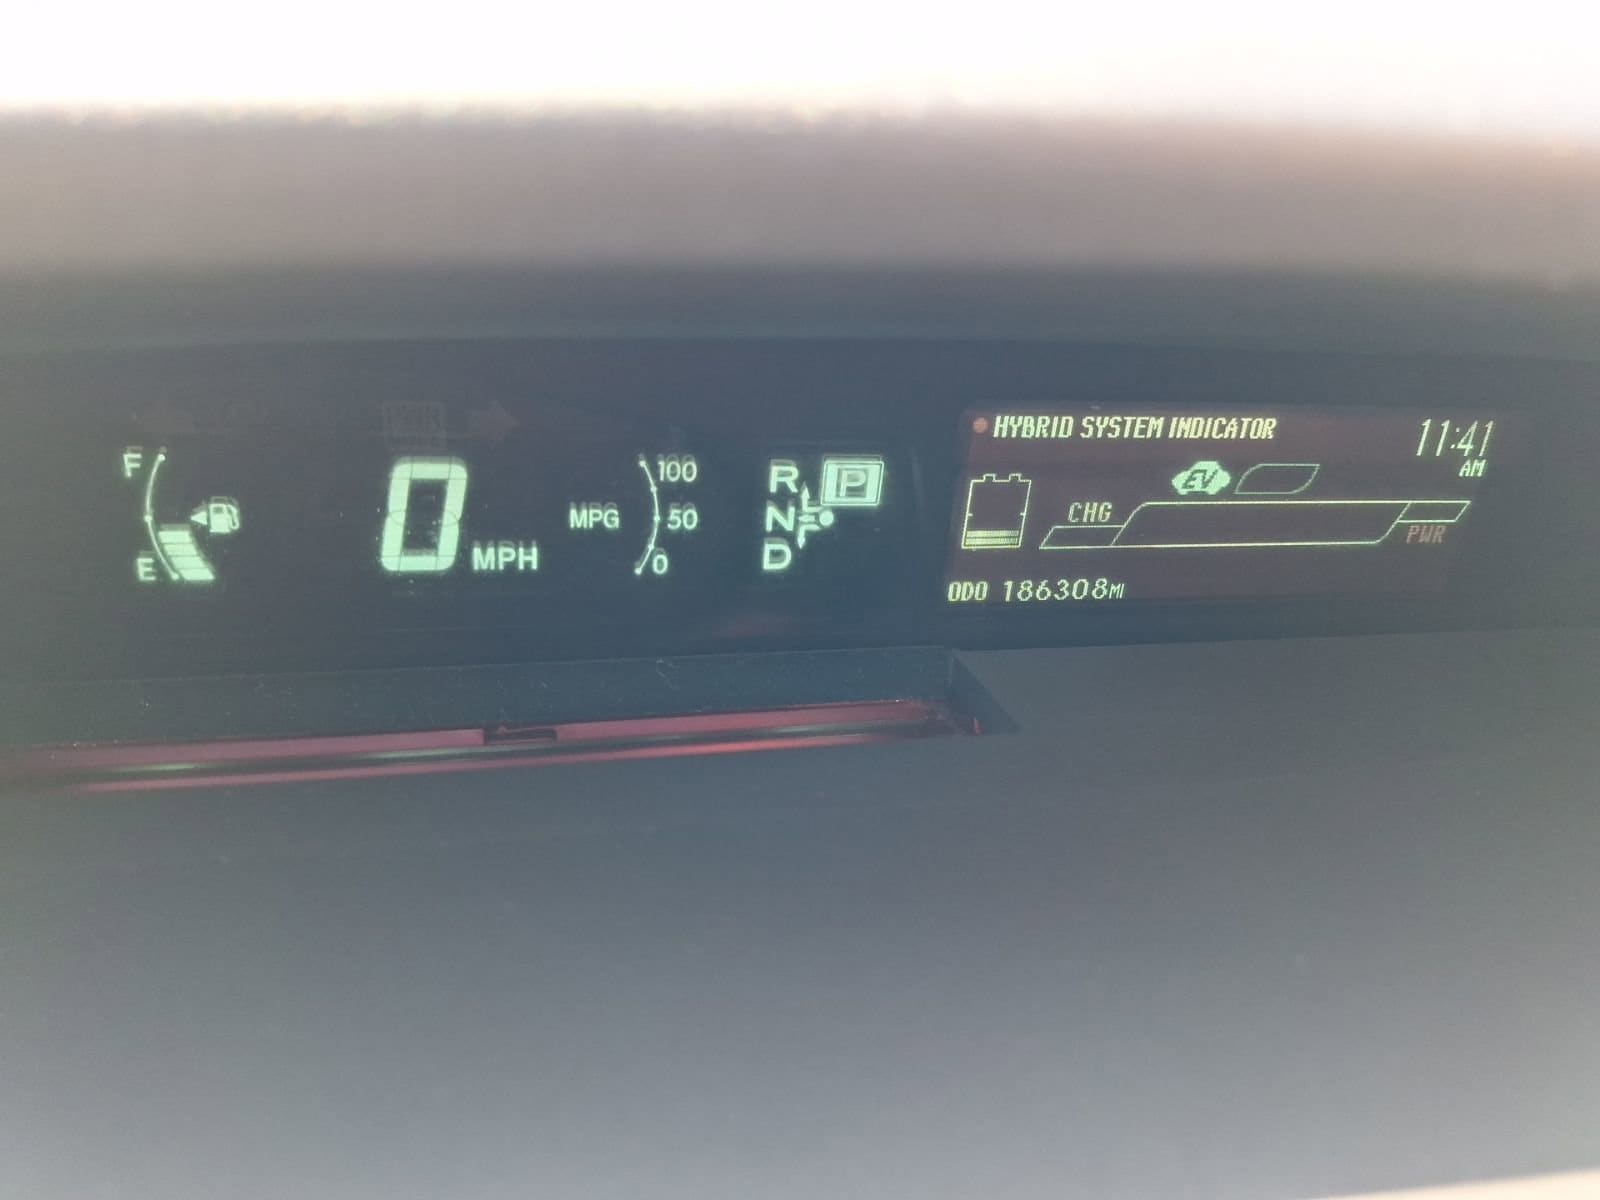 F
E
0 MPH
MPG
100
50
0
R
N
D
P
HYBRID SYSTEM INDICATOR
11:41
AM
EV
CHG
PWR
ODO 186308MI